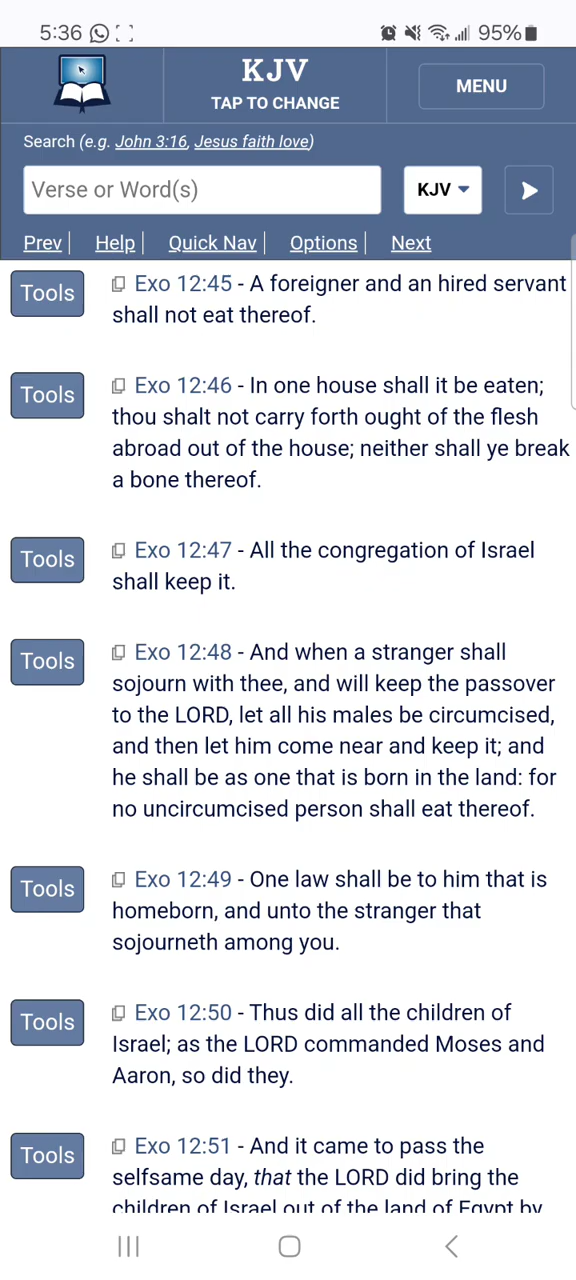 5:36 95%
KJV
TAP TO CHANGE
MENU
Search (e.g. John 3:16, Jesus faith love)
Verse or Word(s) KJV
Prev | Help | Quick Nav | Options | Next
Tools Exo 12:45 - A foreigner and an hired servant
shall not eat thereof.
Tools Exo 12:46 - In one house shall it be eaten;
thou shalt not carry forth ought of the flesh
abroad out of the house; neither shall ye break
a bone thereof.
Tools Exo 12:47 - All the congregation of Israel
shall keep it.
Tools Exo 12:48 - And when a stranger shall
sojourn with thee, and will keep the passover
to the LORD, let all his males be circumcised,
and then let him come near and keep it; and
he shall be as one that is born in the land: for
no uncircumcised person shall eat thereof.
Tools Exo 12:49 - One law shall be to him that is
homeborn, and unto the stranger that
sojourneth among you.
Tools Exo 12:50 - Thus did all the children of
Israel; as the LORD commanded Moses and
Aaron, so did they.
Tools Exo 12:51 - And it came to pass the
selfsame day, that the LORD did bring the
children of Israel out of the land of Egypt by